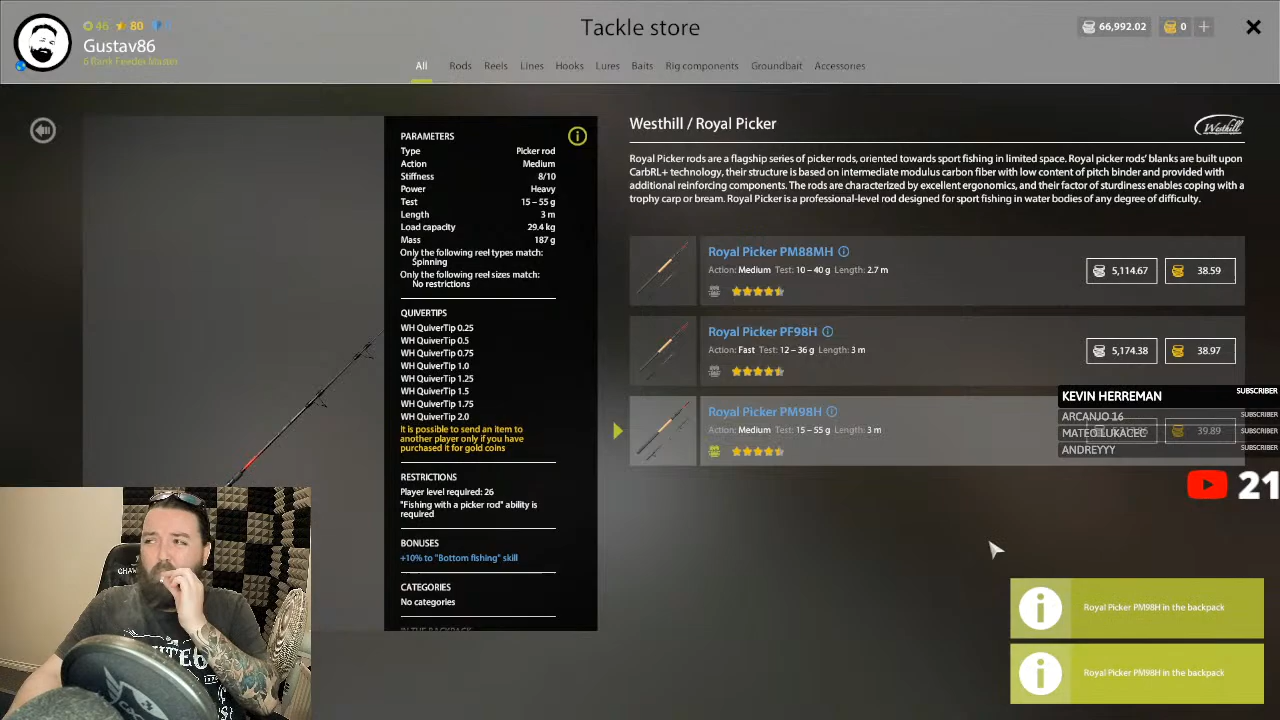 46 80
Gustav86
6 Rank Feeder Master
Tackle store
66,992.02 0
All Rods Reels Lines Hooks Lures Baits Rig components Groundbait Accessories
PARAMETERS
Type Picker rod
Action Medium
Stiffness 8/10
Power Heavy
Test 15 – 55 g
Length 3 m
Load capacity 29.4 kg
Mass 187 g
Only the following reel types match:
Spinning
Only the following reel sizes match:
No restrictions
QUIVERTIPS
WH QuiverTip 0.25
WH QuiverTip 0.5
WH QuiverTip 0.75
WH QuiverTip 1.0
WH QuiverTip 1.25
WH QuiverTip 1.5
WH QuiverTip 1.75
WH QuiverTip 2.0
It is possible to send an item to
another player only if you have
purchased it for gold coins
RESTRICTIONS
Player level required: 26
"Fishing with a picker rod" ability is
required
BONUSES
+10% to "Bottom fishing" skill
CATEGORIES
No categories
IN THE BACKPACK
Westhill / Royal Picker
Westhill
Royal Picker rods are a flagship series of picker rods, oriented towards sport fishing in limited space. Royal picker rods' blanks are built upon
CarbRL+ technology, their structure is based on intermediate modulus carbon fiber with low content of pitch binder and provided with
additional reinforcing components. The rods are characterized by excellent ergonomics, and their factor of sturdiness enables coping with a
trophy carp or bream. Royal Picker is a professional-level rod designed for sport fishing in water bodies of any degree of difficulty.
Royal Picker PM88MH
Action: Medium Test: 10 – 40 g Length: 2.7 m
5,114.67 38.59
Royal Picker PF98H
Action: Fast Test: 12 – 36 g Length: 3 m
5,174.38 38.97
Royal Picker PM98H
Action: Medium Test: 15 – 55 g Length: 3 m
39.89
KEVIN HERREMAN SUBSCRIBER
ARCANJO 16 SUBSCRIBER
MATEOLUKACEC SUBSCRIBER
ANDREYYY SUBSCRIBER
21
Royal Picker PM98H in the backpack
Royal Picker PM98H in the backpack